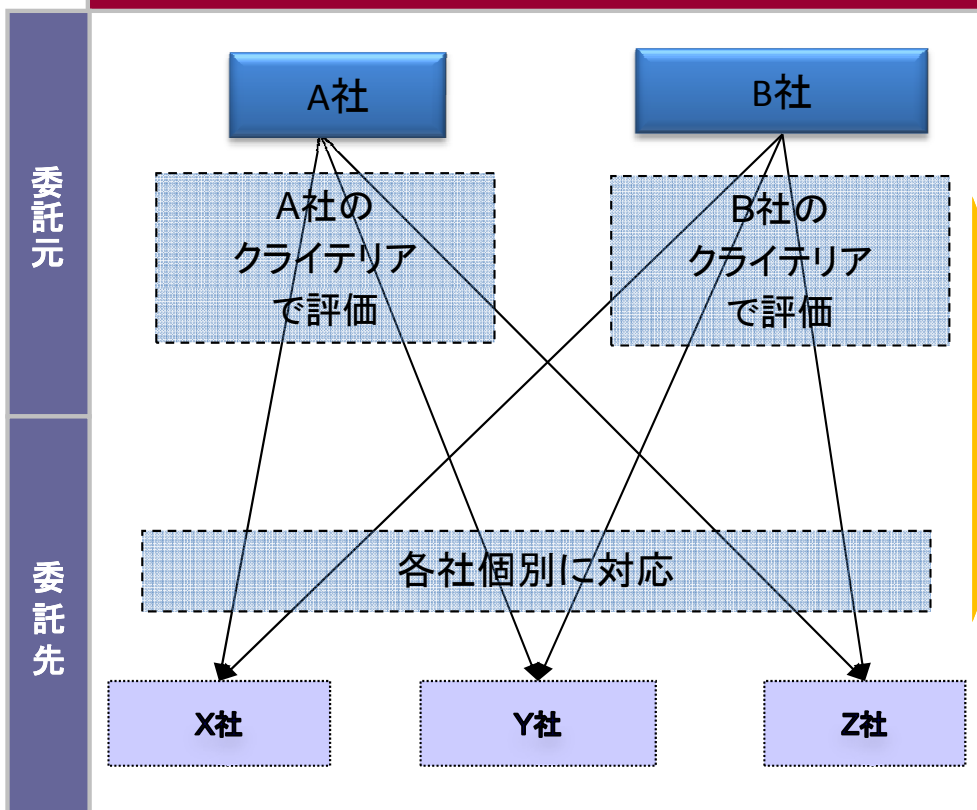 委託元
A社
B社
A社の
クライテリア
で評価
B社の
クライテリア
で評価
委託先
各社個別に対応
X社
Y社
Z社